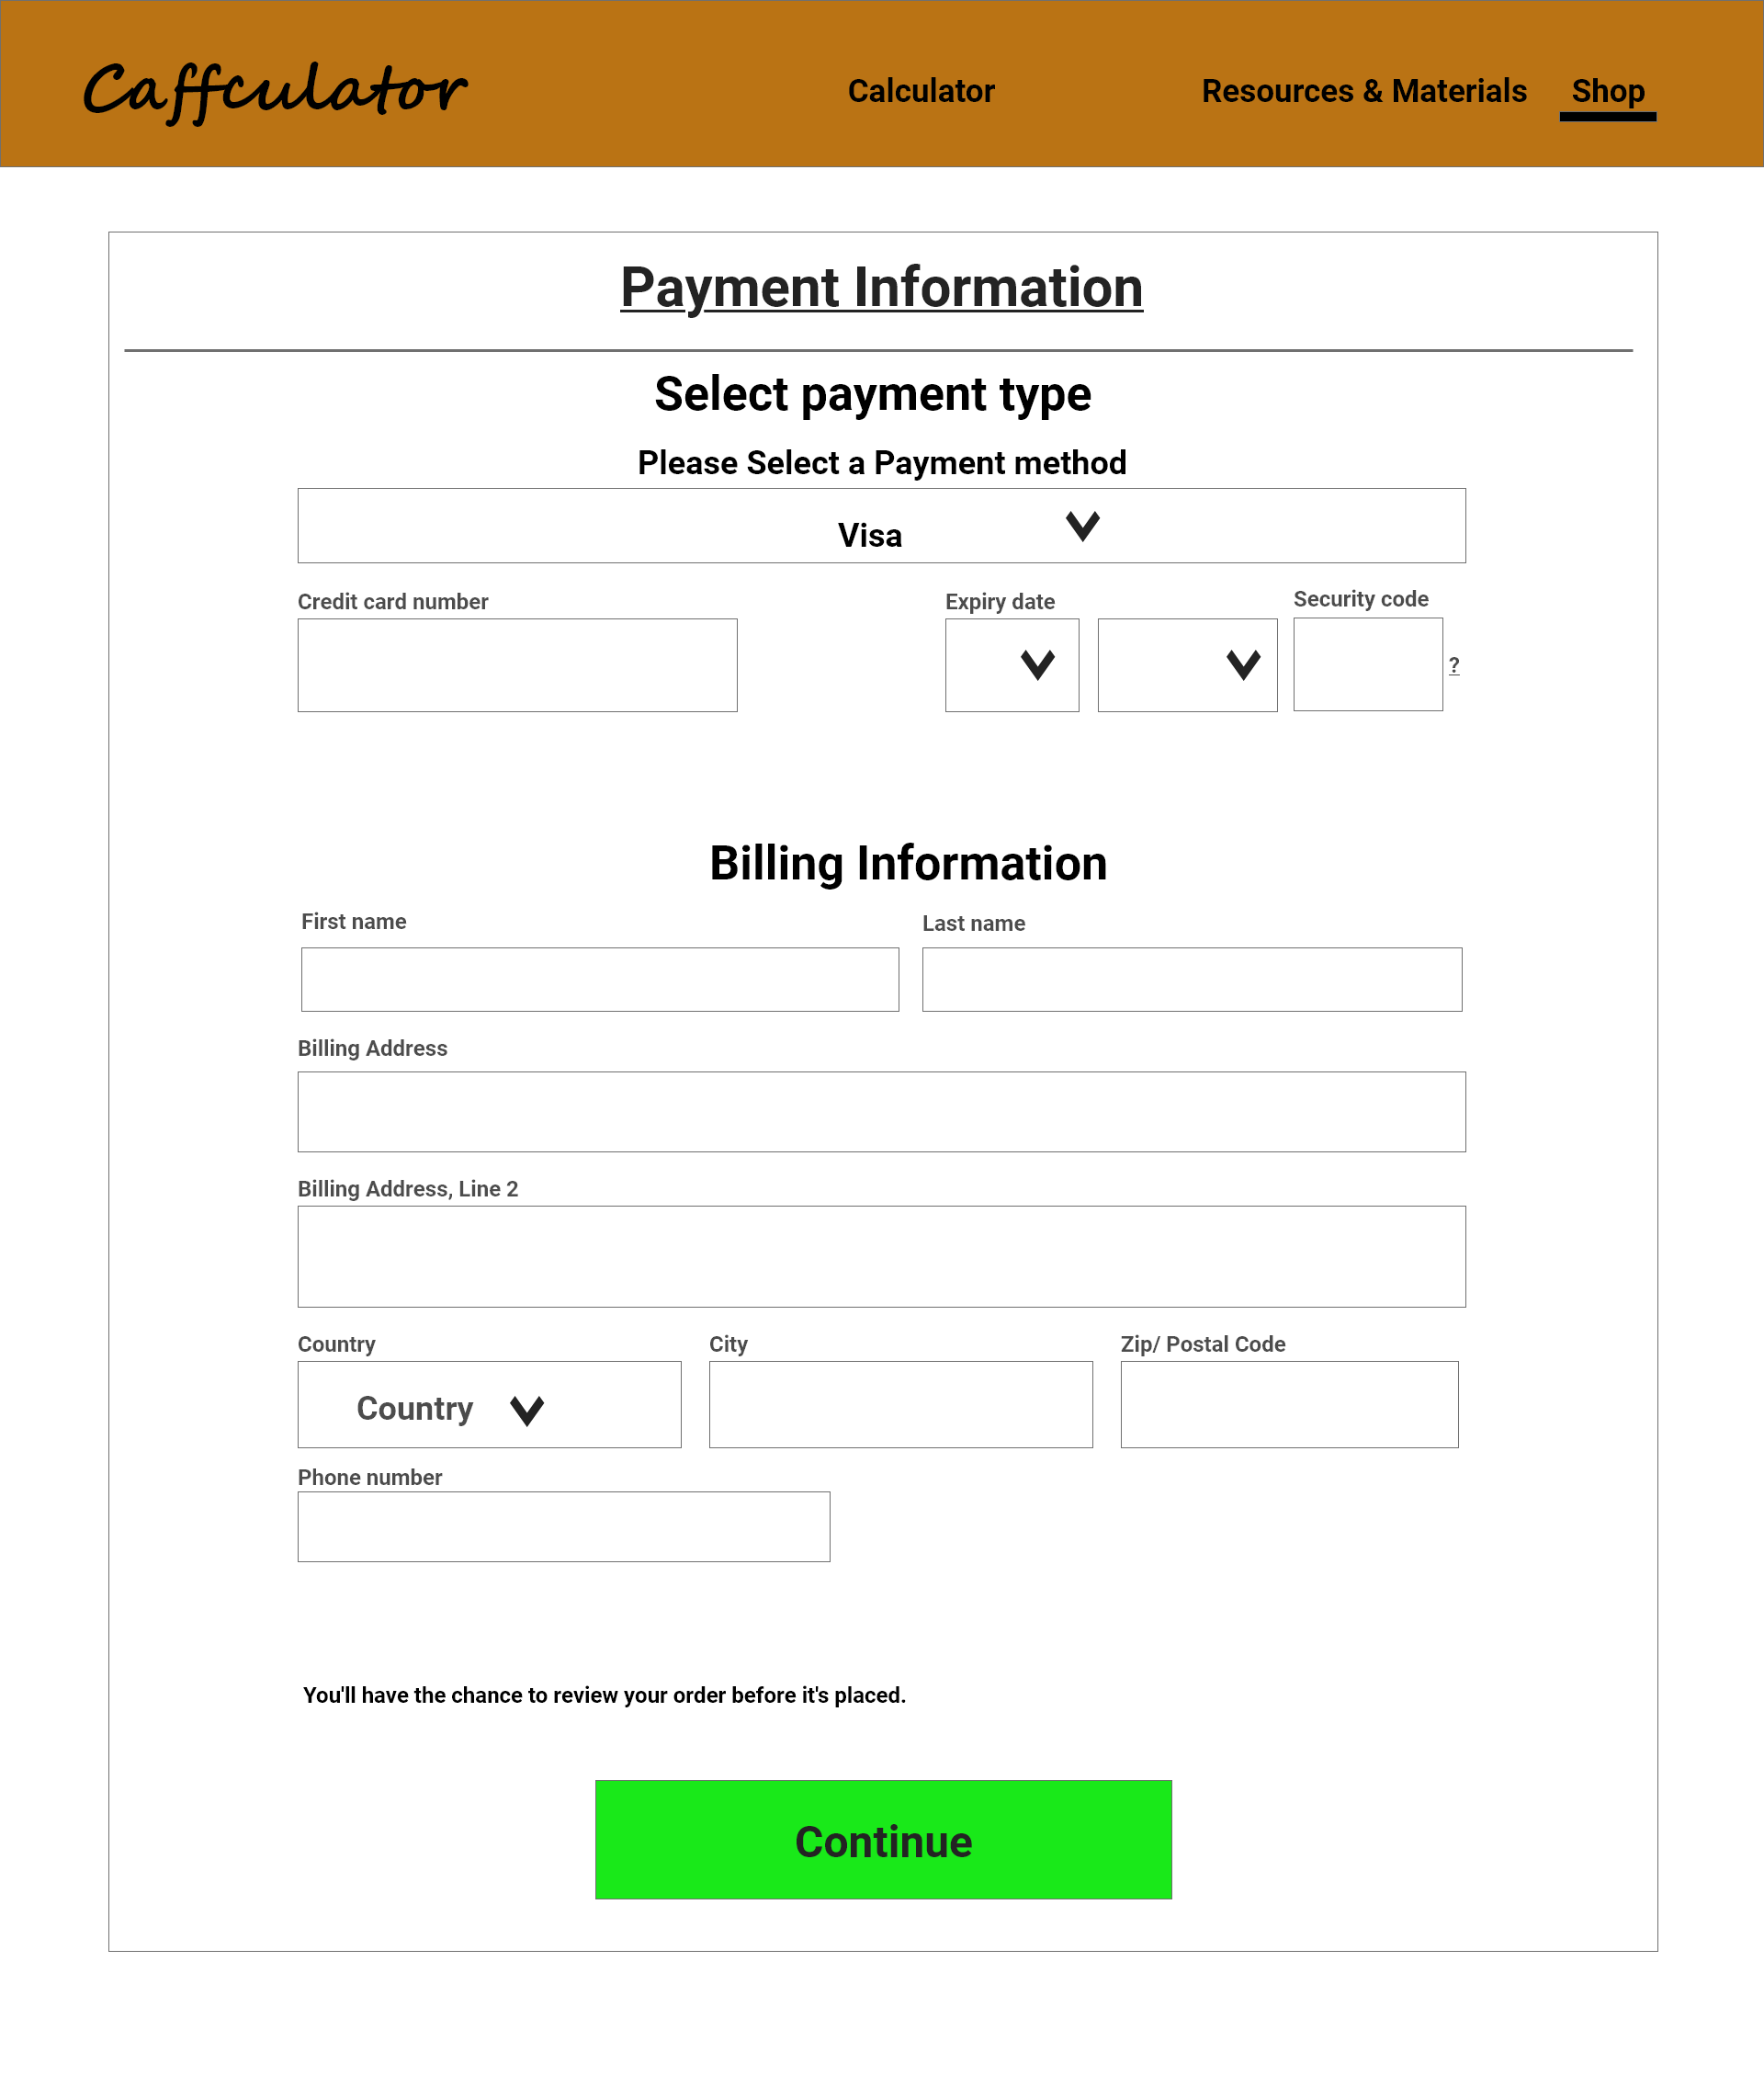 Caffculator
Calculator
Resources & Materials
Shop
Payment Information
Select payment type
Please Select a Payment method
Visa
Credit card number
Expiry date
Security code
?
Billing Information
First name
Last name
Billing Address
Billing Address, Line 2
Country
City
Zip/ Postal Code
Country
Phone number
You'll have the chance to review your order before it's placed.
Continue